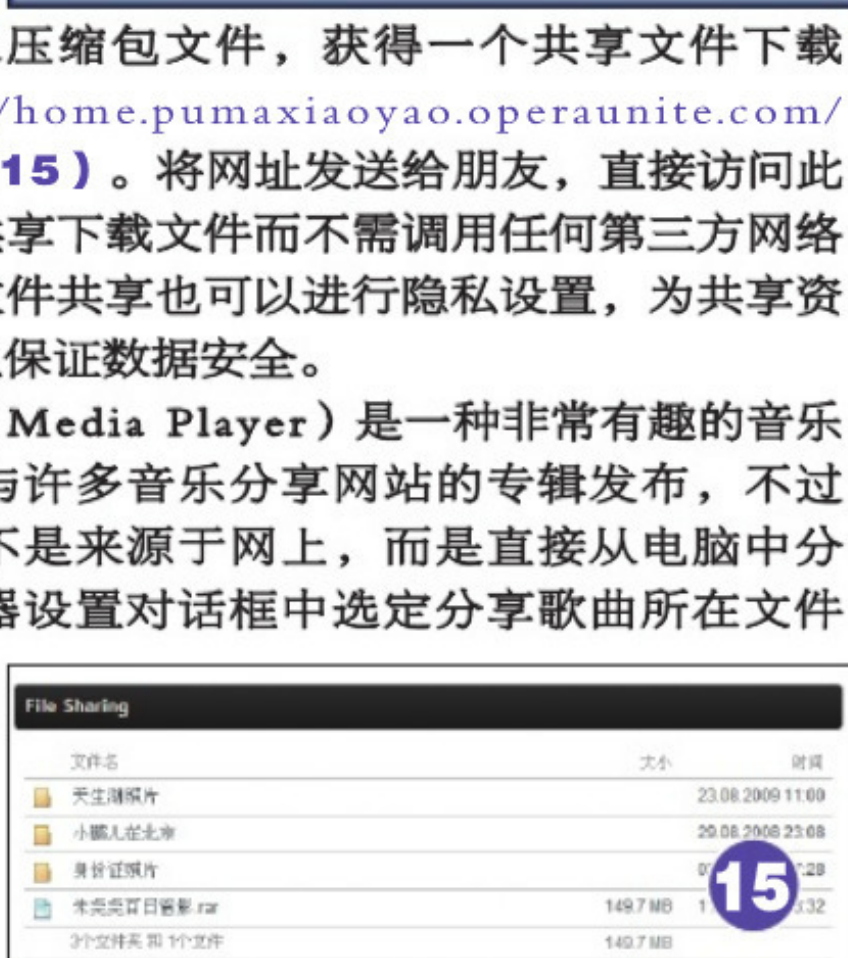 压缩包文件，获得一个共享文件下载
/home.pumaxiaoyao.operaunite.com/
15）。将网址发送给朋友，直接访问此
享下载文件而不需调用任何第三方网络
件共享也可以进行隐私设置，为共享资
保证数据安全。
Media Player）是一种非常有趣的音乐
与许多音乐分享网站的专辑发布，不过
不是来源于网上，而是直接从电脑中分
器设置对话框中选定分享歌曲所在文件
File Sharing
文件名 大小 时间
天生湖照片 23.08.2009 11:00
小鹏儿在北京 29.08.2008 23:08
身份证照片 :28
.rar 149.7 MB :32
15
3个文件夹 和 1个文件 149.7 MB